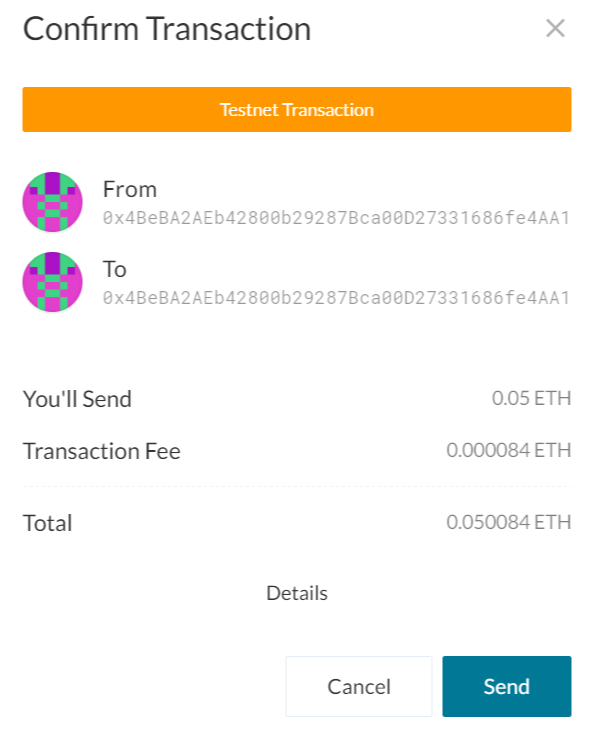 Confirm Transaction
Testnet Transaction
From
0x4BeBA2AEb42800b29287Bca00D27331686fe4AA1
To
0x4BeBA2AEb42800b29287Bca00D27331686fe4AA1
You'll Send 0.05 ETH
Transaction Fee 0.000084 ETH
Total 0.050084 ETH
Details
Cancel Send